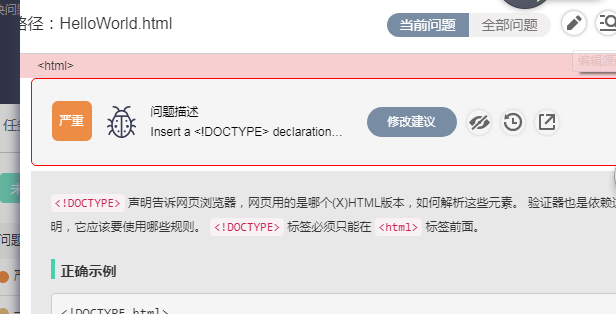 决问是
路径：HelloWorld.html
当前问题
全部问题
编辑源
<html>
任务
严重
问题描述
Insert a <!DOCTYPE> declaration…
修改建议
未
<!DOCTYPE> 声明告诉网页浏览器，网页用的是哪个(X)HTML版本，如何解析这些元素。 验证器也是依赖
明，它应该要使用哪些规则。 <!DOCTYPE> 标签必须只能在 <html> 标签前面。
问题
正确示例
<!DOCTYPE html>